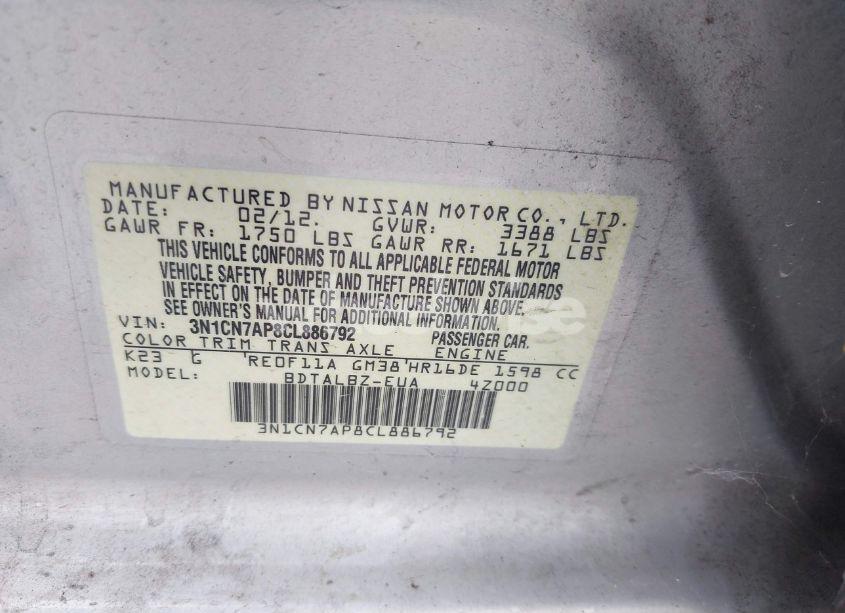 MANUFACTURED BY NISSAN MOTOR CO., LTD.
DATE: 02/12. GVWR: 3388 LBS
GAWR FR: 1750 LBS GAWR RR: 1671 LBS
THIS VEHICLE CONFORMS TO ALL APPLICABLE FEDERAL MOTOR
VEHICLE SAFETY, BUMPER AND THEFT PREVENTION STANDARDS
IN EFFECT ON THE DATE OF MANUFACTURE SHOWN ABOVE.
SEE OWNER'S MANUAL FOR ADDITIONAL INFORMATION.
VIN: 3N1CN7AP8CL886792 PASSENGER CAR.
COLOR TRIM TRANS AXLE ENGINE
K23 G RE0F11A GM38 HR16DE 1598 CC
MODEL: BDTALBZ-EUA 4Z000
3N1CN7AP8CL886792